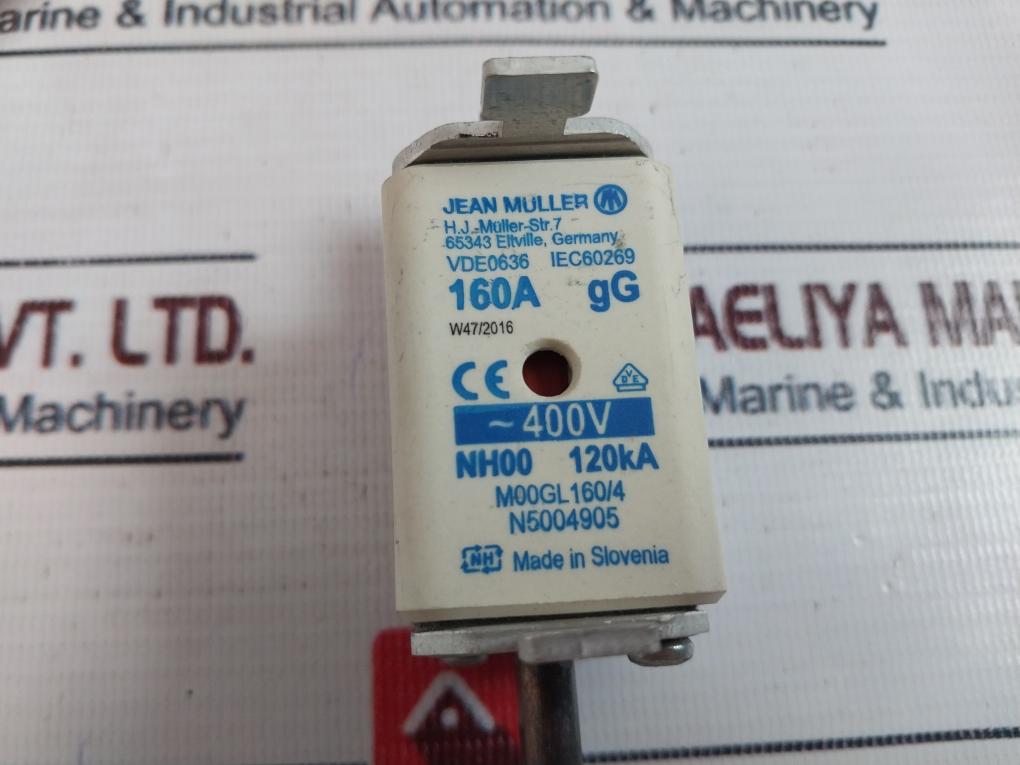 arine & Industrial Automation & Machinery
JEAN MÜLLER M
H.J.-Müller-Str.7
65343 Eltville, Germany
VDE0636 IEC60269
160A gG
W47/2016
CE VDE
~400V
NH00 120kA
M00GL160/4
N5004905
NH Made in Slovenia
VT. LTD.
Machinery
AELIYA MA
Marine & Indus